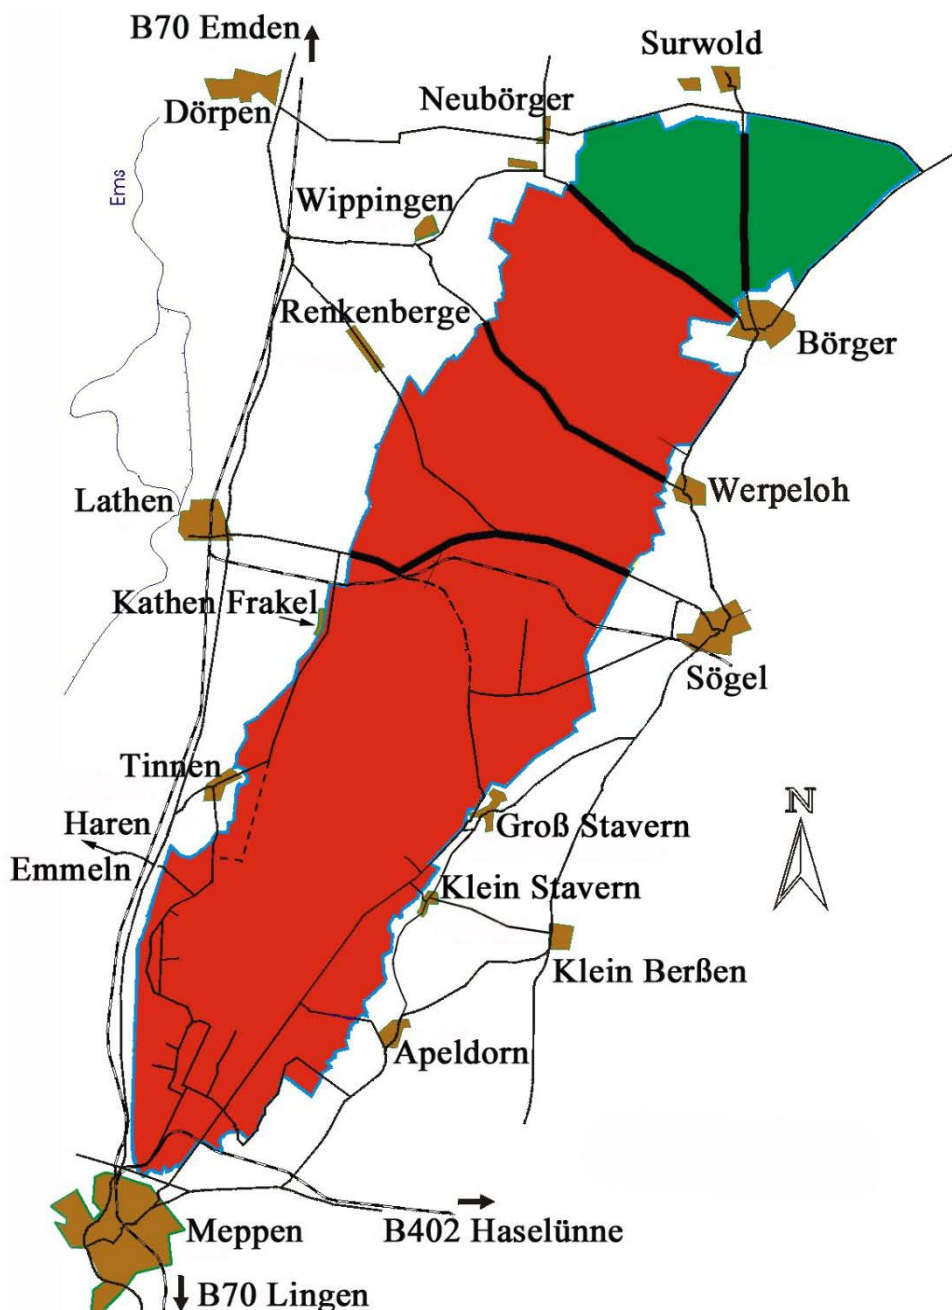 B70 Emden
Surwold
Dörpen
Neubörger
Ems
Wippingen
Renkenberge
Börger
Lathen
Werpeloh
Kathen Frakel
Sögel
Tinnen
N
Haren
Groß Stavern
Emmeln
Klein Stavern
Klein Berßen
Apeldorn
Meppen
B402 Haselünne
B70 Lingen